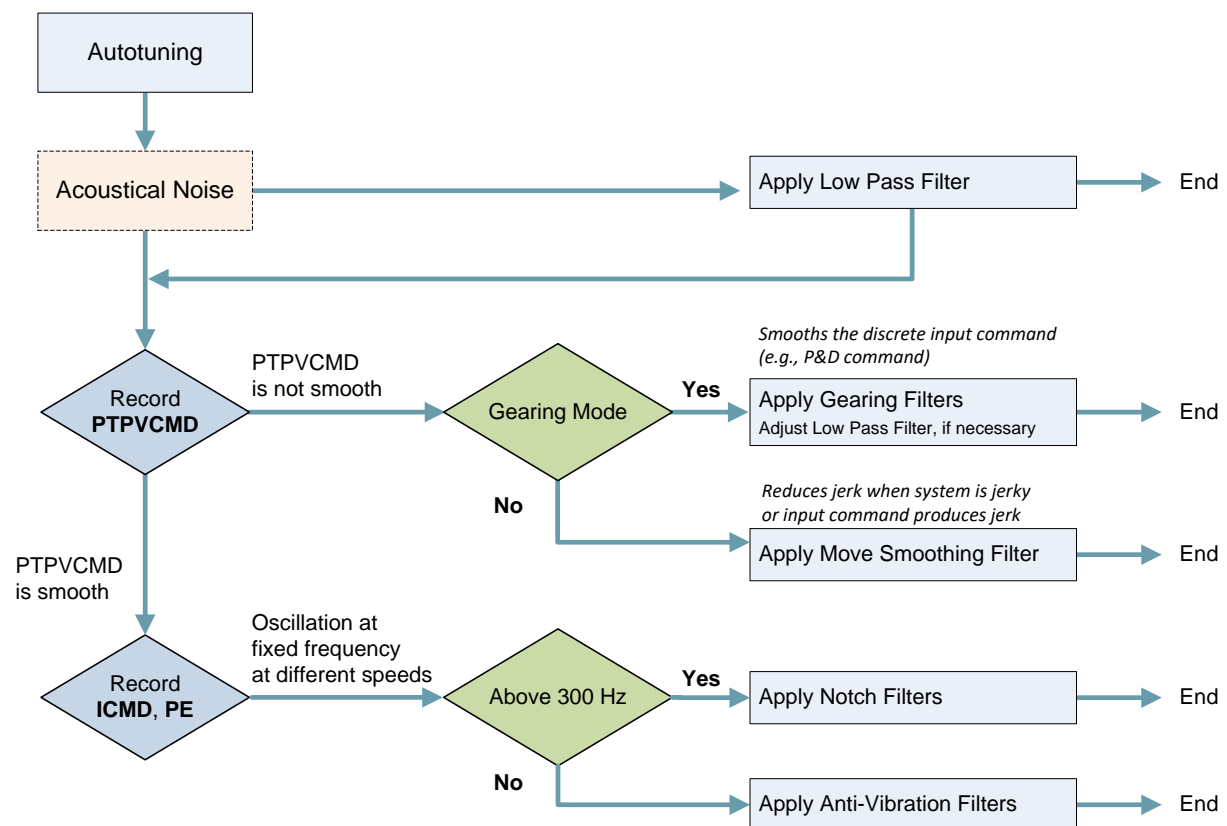 Autotuning
Acoustical Noise
Apply Low Pass Filter
End
Smooths the discrete input command
(e.g., P&D command)
PTPVCMD
is not smooth
Record
PTPVCMD
Gearing Mode
Yes
Apply Gearing Filters
Adjust Low Pass Filter, if necessary
End
No
Reduces jerk when system is jerky
or input command produces jerk
Apply Move Smoothing Filter
End
PTPVCMD
is smooth
Oscillation at
fixed frequency
at different speeds
Record
ICMD, PE
Above 300 Hz
Yes
Apply Notch Filters
End
No
Apply Anti-Vibration Filters
End